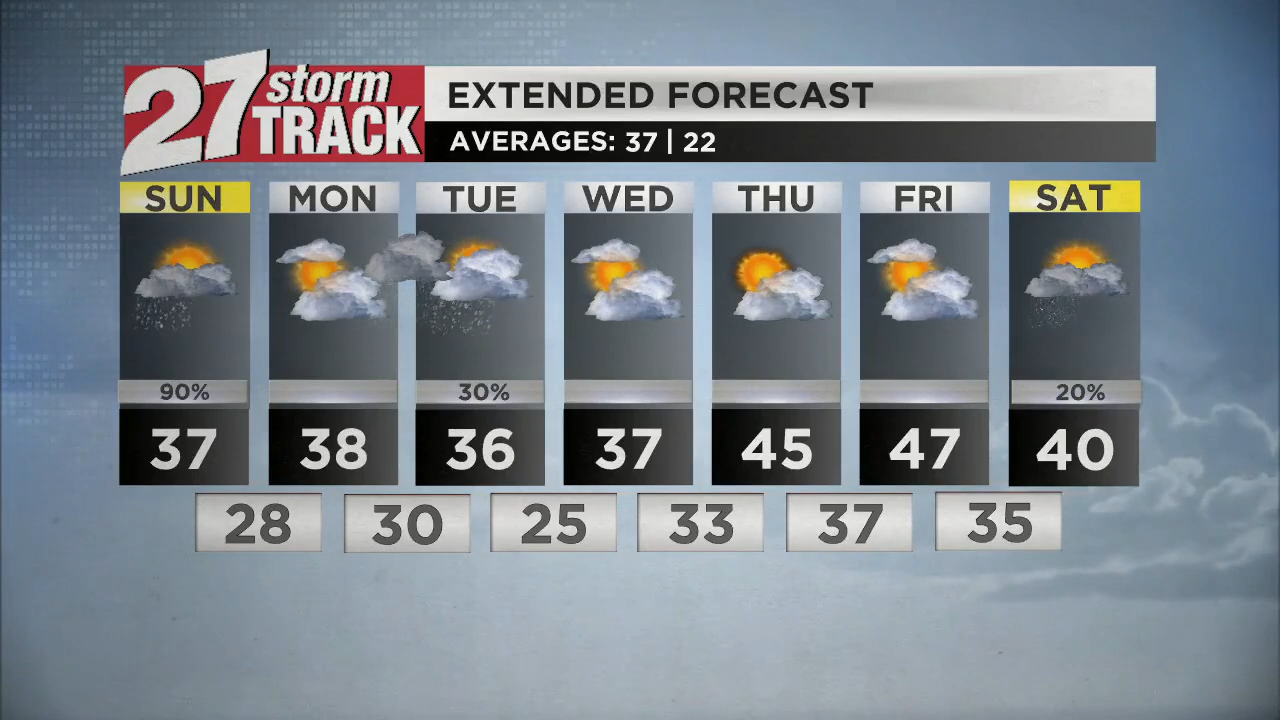 27 storm TRACK
EXTENDED FORECAST
AVERAGES: 37 | 22
SUN MON TUE WED THU FRI SAT
90% 30% 20%
37 38 36 37 45 47 40
28 30 25 33 37 35